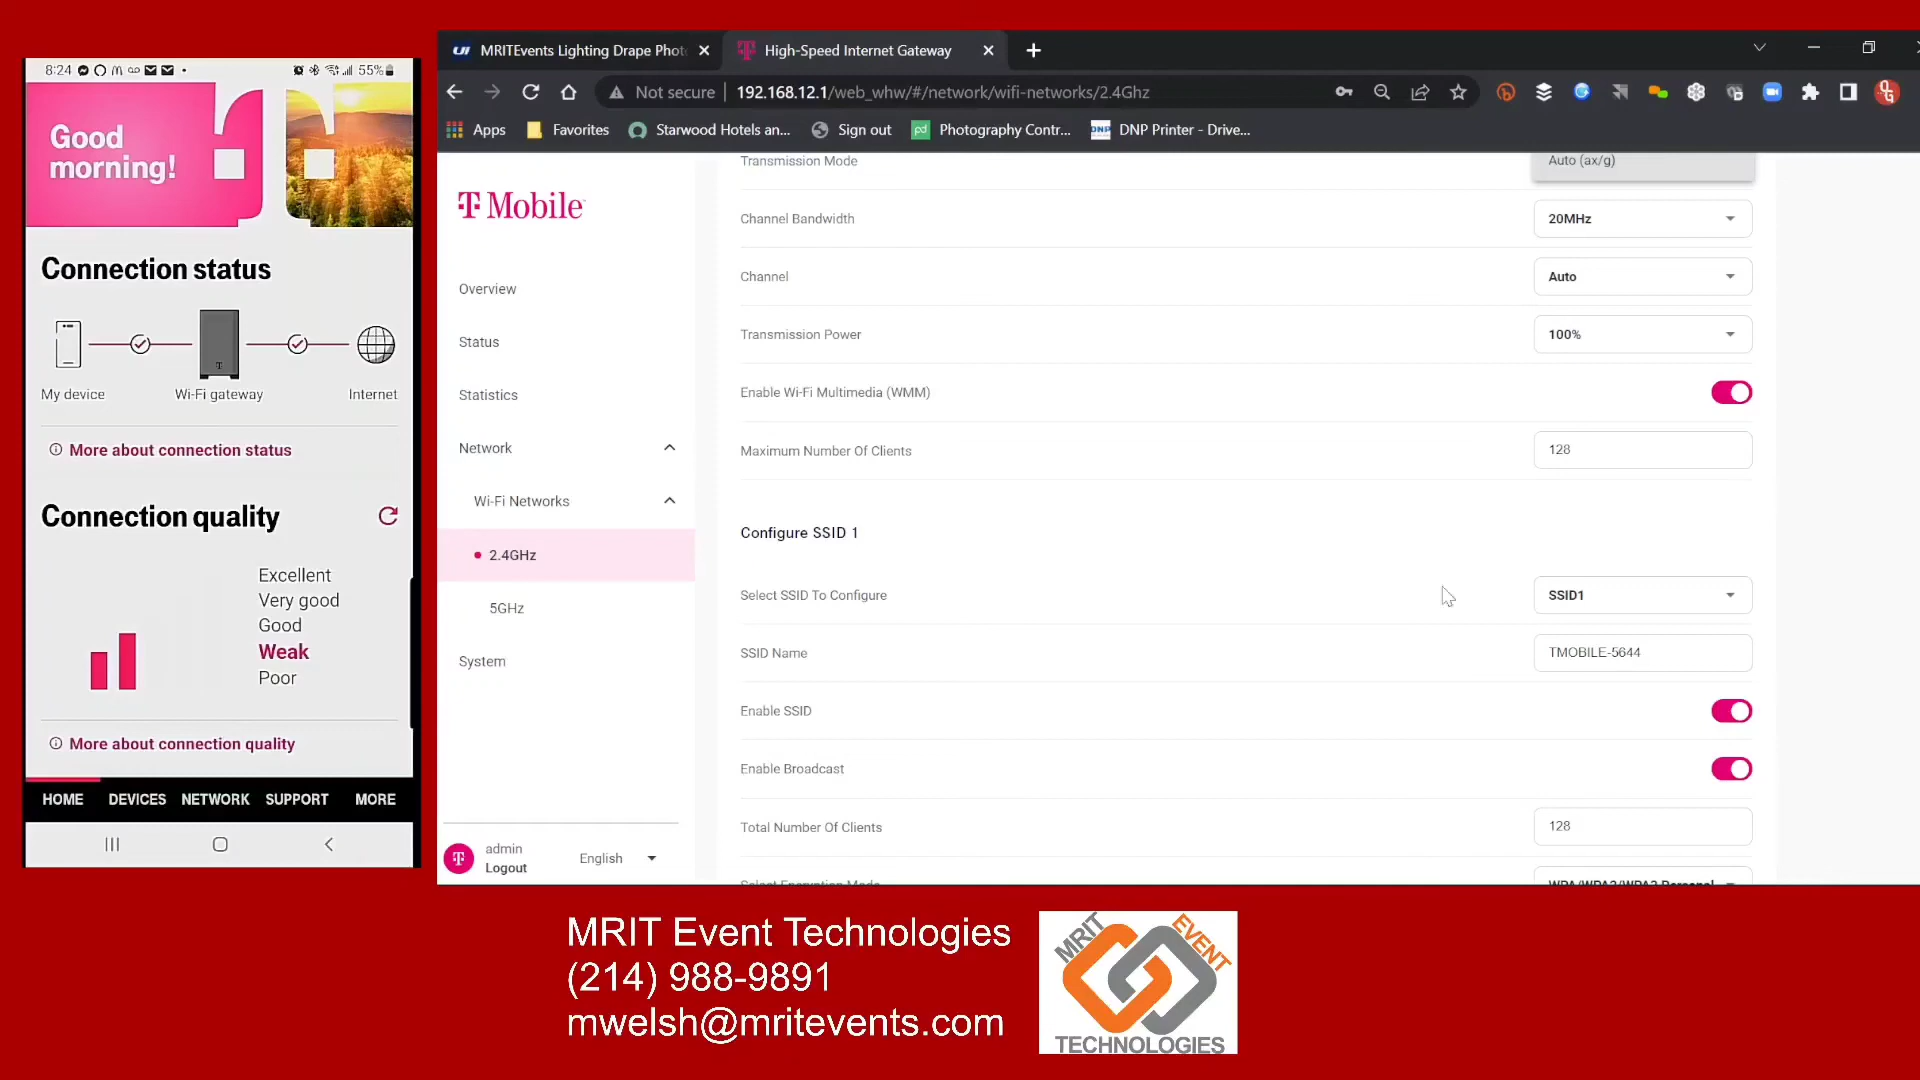 8:24
55%
Good
morning!
Connection status
My device
Wi-Fi gateway
Internet
More about connection status
Connection quality
Excellent
Very good
Good
Weak
Poor
More about connection quality
HOME DEVICES NETWORK SUPPORT MORE
MRITEvents Lighting Drape Phot
High-Speed Internet Gateway
Not secure
192.168.12.1/web_whw/#/network/wifi-networks/2.4Ghz
Apps
Favorites
Starwood Hotels an...
Sign out
pd Photography Contr...
DNP DNP Printer - Drive...
T Mobile
Overview
Status
Statistics
Network
Wi-Fi Networks
2.4GHz
5GHz
System
admin
Logout
English
Transmission Mode Auto (ax/g)
Channel Bandwidth 20MHz
Channel Auto
Transmission Power 100%
Enable Wi-Fi Multimedia (WMM)
Maximum Number Of Clients 128
Configure SSID 1
Select SSID To Configure SSID1
SSID Name TMOBILE-5644
Enable SSID
Enable Broadcast
Total Number Of Clients 128
Select Encryption Mode
MRIT Event Technologies
(214) 988-9891
mwelsh@mritevents.com
MRIT
EVENT
TECHNOLOGIES